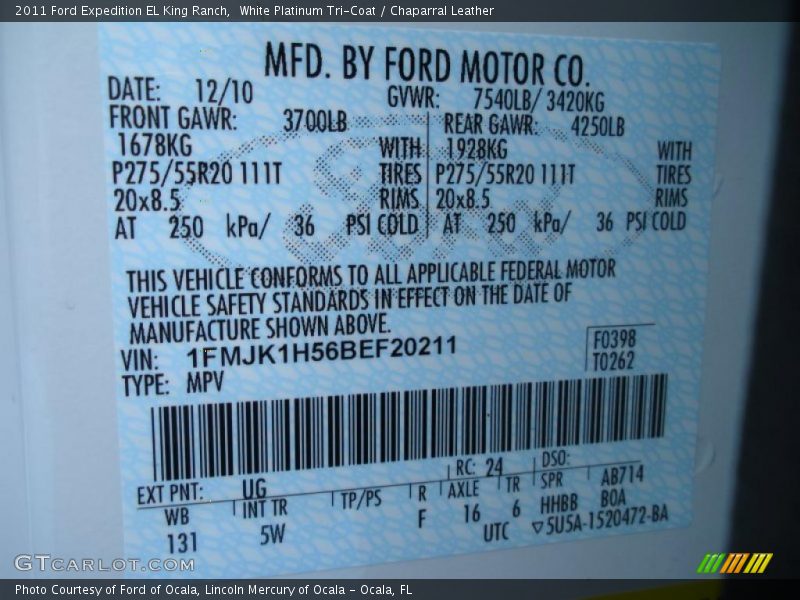 2011 Ford Expedition EL King Ranch,  White Platinum Tri-Coat / Chaparral Leather
MFD. BY FORD MOTOR CO.
DATE: 12/10 GVWR: 7540LB/ 3420KG
FRONT GAWR: 3700LB REAR GAWR: 4250LB
1678KG WITH 1928KG WITH
P275/55R20 111T TIRES P275/55R20 111T TIRES
20x8.5 RIMS 20x8.5 RIMS
AT 250 kPa/ 36 PSI COLD AT 250 kPa/ 36 PSI COLD
THIS VEHICLE CONFORMS TO ALL APPLICABLE FEDERAL MOTOR
VEHICLE SAFETY STANDARDS IN EFFECT ON THE DATE OF
MANUFACTURE SHOWN ABOVE.
VIN: 1FMJK1H56BEF20211 F0398
TYPE: MPV T0262
EXT PNT: UG RC: 24 DSO:
WB INT TR TP/PS R AXLE TR SPR AB714
131 5W F 16 6 HHBB BOA
UTC ▽5U5A-1520472-BA
GTCARLOT.COM
Photo Courtesy of Ford of Ocala, Lincoln Mercury of Ocala - Ocala, FL